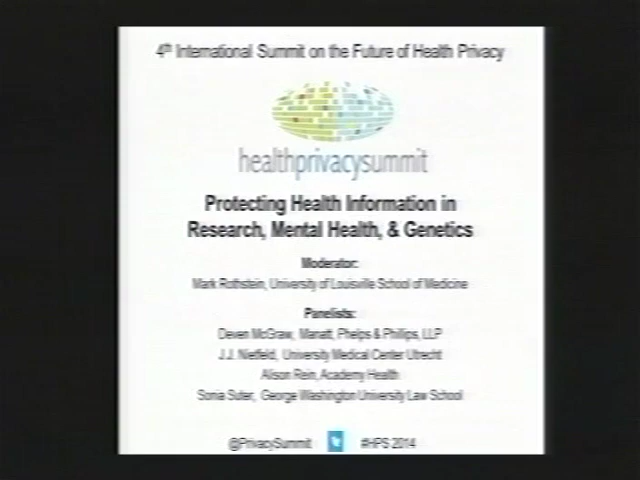 4th International Summit on the Future of Health Privacy
healthprivacysummit
Protecting Health Information in
Research, Mental Health, & Genetics
Moderator:
Mark Rothstein, University of Louisville School of Medicine
Panelists:
Deven McGraw, Manatt, Phelps & Phillips, LLP
J.J. Nietfeld, University Medical Center Utrecht
Alison Rein, Academy Health
Sonia Suter, George Washington University Law School
@PrivacySummit #HPS 2014